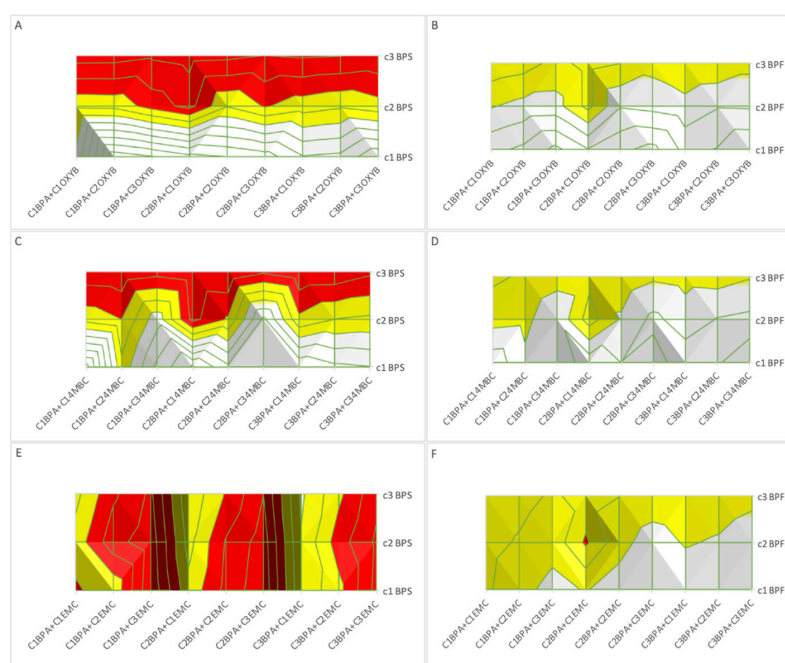 A
c3 BPS
c2 BPS
c1 BPS
C1BPA+C1OXYB
C1BPA+C2OXYB
C1BPA+C3OXYB
C2BPA+C1OXYB
C2BPA+C2OXYB
C2BPA+C3OXYB
C3BPA+C1OXYB
C3BPA+C2OXYB
C3BPA+C3OXYB
B
c3 BPF
c2 BPF
c1 BPF
C1BPA+C1OXYB
C1BPA+C2OXYB
C1BPA+C3OXYB
C2BPA+C1OXYB
C2BPA+C2OXYB
C2BPA+C3OXYB
C3BPA+C1OXYB
C3BPA+C2OXYB
C3BPA+C3OXYB
C
c3 BPS
c2 BPS
c1 BPS
C1BPA+C14MBC
C1BPA+C24MBC
C1BPA+C34MBC
C2BPA+C14MBC
C2BPA+C24MBC
C2BPA+C34MBC
C3BPA+C14MBC
C3BPA+C24MBC
C3BPA+C34MBC
D
c3 BPF
c2 BPF
c1 BPF
C1BPA+C14MBC
C1BPA+C24MBC
C1BPA+C34MBC
C2BPA+C14MBC
C2BPA+C24MBC
C2BPA+C34MBC
C3BPA+C14MBC
C3BPA+C24MBC
C3BPA+C34MBC
E
c3 BPS
c2 BPS
c1 BPS
C1BPA+C1EMC
C1BPA+C2EMC
C1BPA+C3EMC
C2BPA+C1EMC
C2BPA+C2EMC
C2BPA+C3EMC
C3BPA+C1EMC
C3BPA+C2EMC
C3BPA+C3EMC
F
c3 BPF
c2 BPF
c1 BPF
C1BPA+C1EMC
C1BPA+C2EMC
C1BPA+C3EMC
C2BPA+C1EMC
C2BPA+C2EMC
C2BPA+C3EMC
C3BPA+C1EMC
C3BPA+C2EMC
C3BPA+C3EMC